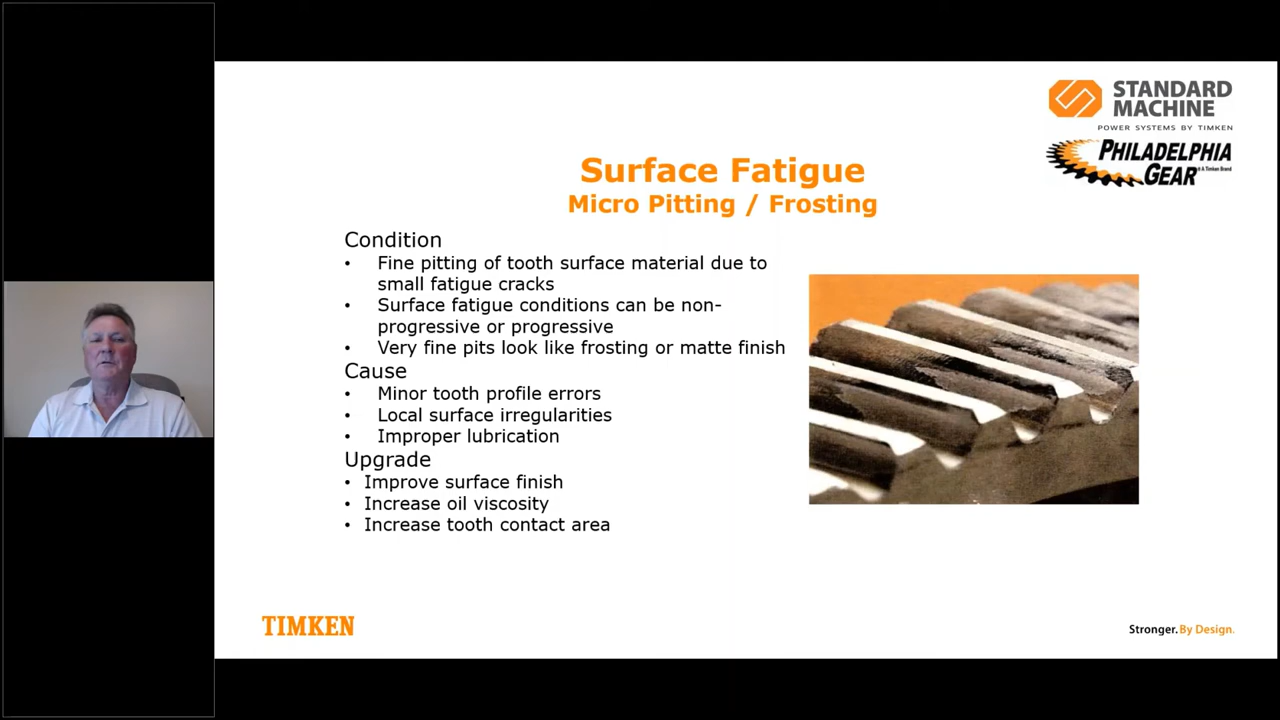 STANDARD
MACHINE
POWER SYSTEMS BY TIMKEN
PHILADELPHIA
GEAR
A Timken Brand
Surface Fatigue
Micro Pitting / Frosting
Condition
• Fine pitting of tooth surface material due to
small fatigue cracks
• Surface fatigue conditions can be non-
progressive or progressive
• Very fine pits look like frosting or matte finish
Cause
• Minor tooth profile errors
• Local surface irregularities
• Improper lubrication
Upgrade
• Improve surface finish
• Increase oil viscosity
• Increase tooth contact area
TIMKEN
Stronger. By Design.